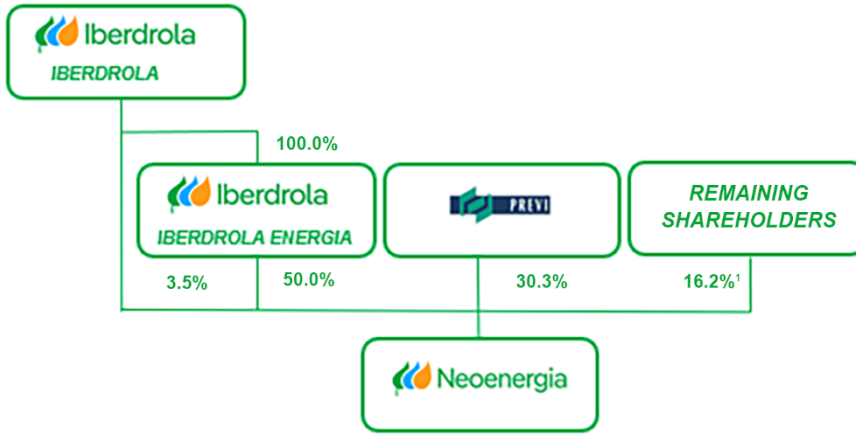 Iberdrola
IBERDROLA
100.0%
Iberdrola
IBERDROLA ENERGIA
PREVI
REMAINING
SHAREHOLDERS
3.5%
50.0%
30.3%
16.2%¹
Neoenergia